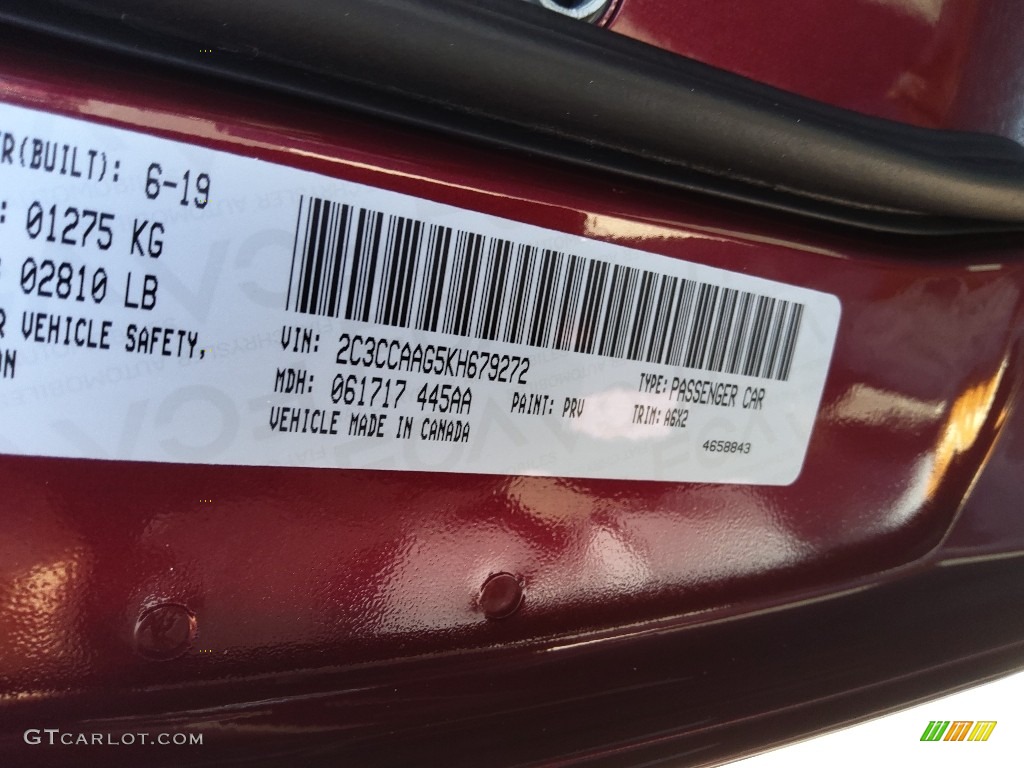 R(BUILT): 6-19
: 01275 KG
: 02810 LB
R VEHICLE SAFETY,
ON
VIN: 2C3CCAAG5KH679272
TYPE: PASSENGER CAR
MDH: 061717 445AA
PAINT: PRV
TRIM: A6X2
VEHICLE MADE IN CANADA
4658843
GTCARLOT.COM